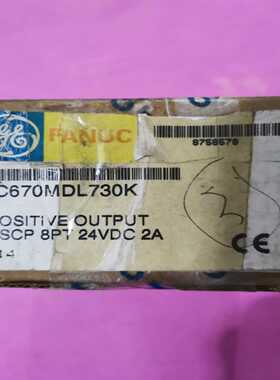 GE FANUC
8758578
C670MDL730K
OSITIVE OUTPUT
SCP 8PT 24VDC 2A
CE